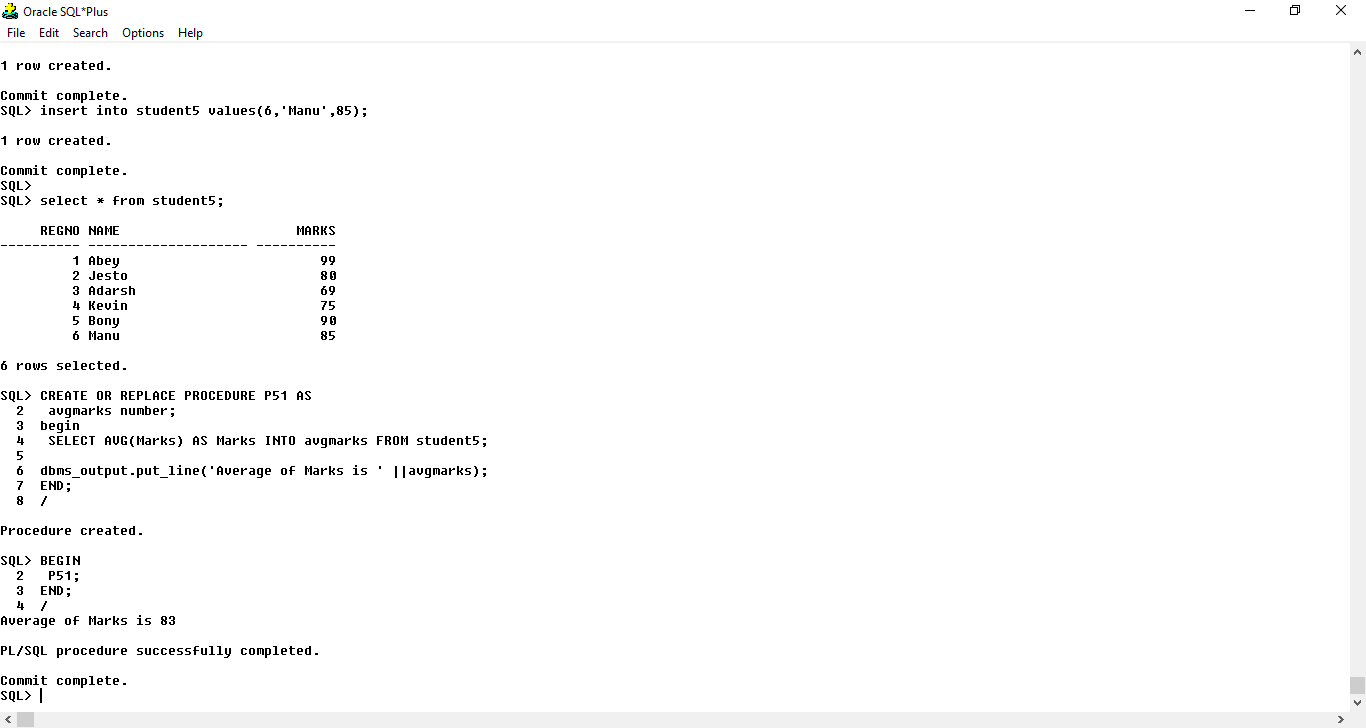 Oracle SQL*Plus
File Edit Search Options Help
1 row created.
Commit complete.
SQL> insert into student5 values(6,'Manu',85);
1 row created.
Commit complete.
SQL>
SQL> select * from student5;
     REGNO NAME                      MARKS
---------- -------------------- ----------
         1 Abey                         99
         2 Jesto                        80
         3 Adarsh                       69
         4 Kevin                        75
         5 Bony                         90
         6 Manu                         85
6 rows selected.
SQL> CREATE OR REPLACE PROCEDURE P51 AS
  2   avgmarks number;
  3  begin
  4   SELECT AVG(Marks) AS Marks INTO avgmarks FROM student5;
  5
  6  dbms_output.put_line('Average of Marks is ' ||avgmarks);
  7  END;
  8  /
Procedure created.
SQL> BEGIN
  2   P51;
  3  END;
  4  /
Average of Marks is 83
PL/SQL procedure successfully completed.
Commit complete.
SQL>